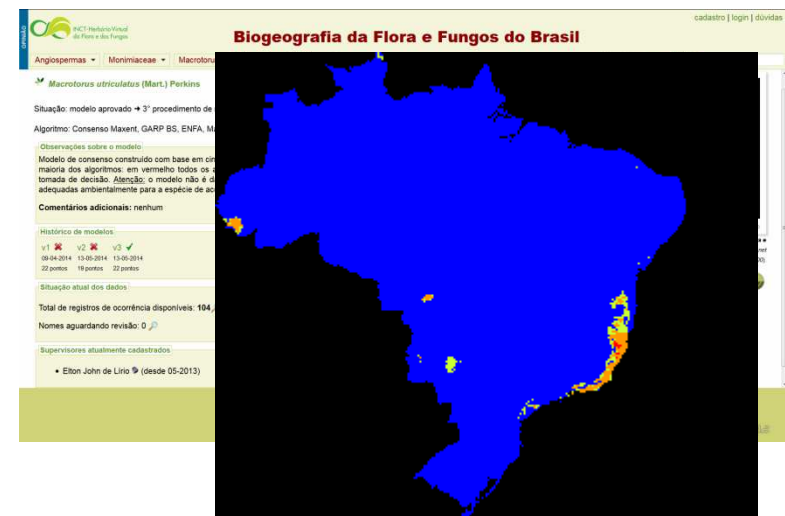 cadastro | login | dúvidas
OPINIÃO
INCT-Herbário Virtual
da Flora e dos Fungos
Biogeografia da Flora e Fungos do Brasil
Angiospermas Monimiaceae Macrotoru
Macrotorus utriculatus (Mart.) Perkins
Situação: modelo aprovado ➔ 3° procedimento de
Algoritmo: Consenso Maxent, GARP BS, ENFA, Ma
Observações sobre o modelo
Modelo de consenso construído com base em cin
maioria dos algoritmos: em vermelho todos os a
tomada de decisão. Atenção: o modelo não é d
adequadas ambientalmente para a espécie de ac
Comentários adicionais: nenhum
Histórico de modelos
v1 ✖ v2 ✖ v3 ✔
09-04-2014 13-05-2014 13-05-2014
22 pontos 19 pontos 22 pontos
Situação atual dos dados
Total de registros de ocorrência disponíveis: 104
Nomes aguardando revisão: 0
Supervisores atualmente cadastrados
• Elton John de Lírio (desde 05-2013)